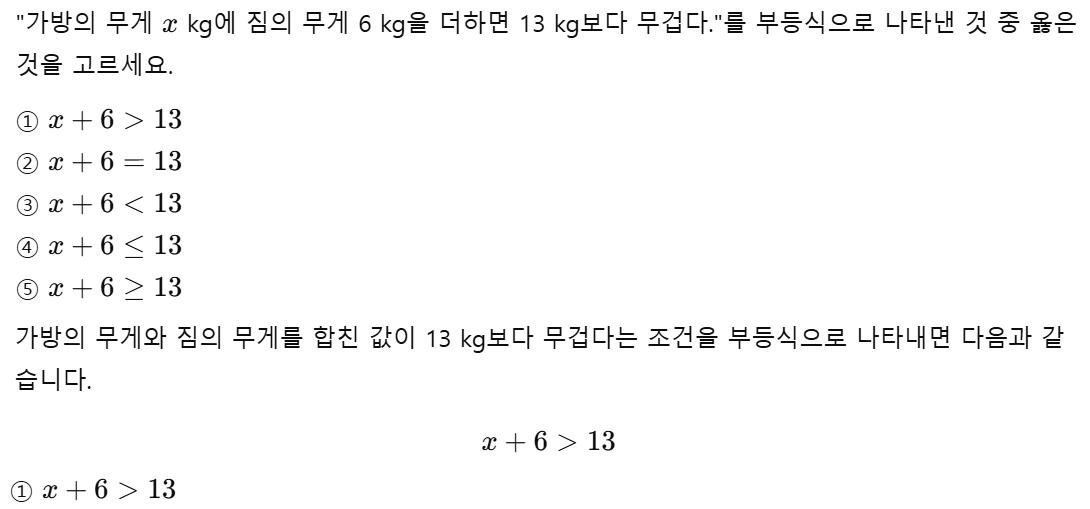 "가방의 무게 x kg에 짐의 무게 6 kg을 더하면 13 kg보다 무겁다."를 부등식으로 나타낸 것 중 옳은
것을 고르세요.
① x + 6 > 13
② x + 6 = 13
③ x + 6 < 13
④ x + 6 ≤ 13
⑤ x + 6 ≥ 13
가방의 무게와 짐의 무게를 합친 값이 13 kg보다 무겁다는 조건을 부등식으로 나타내면 다음과 같
습니다.
x + 6 > 13
① x + 6 > 13